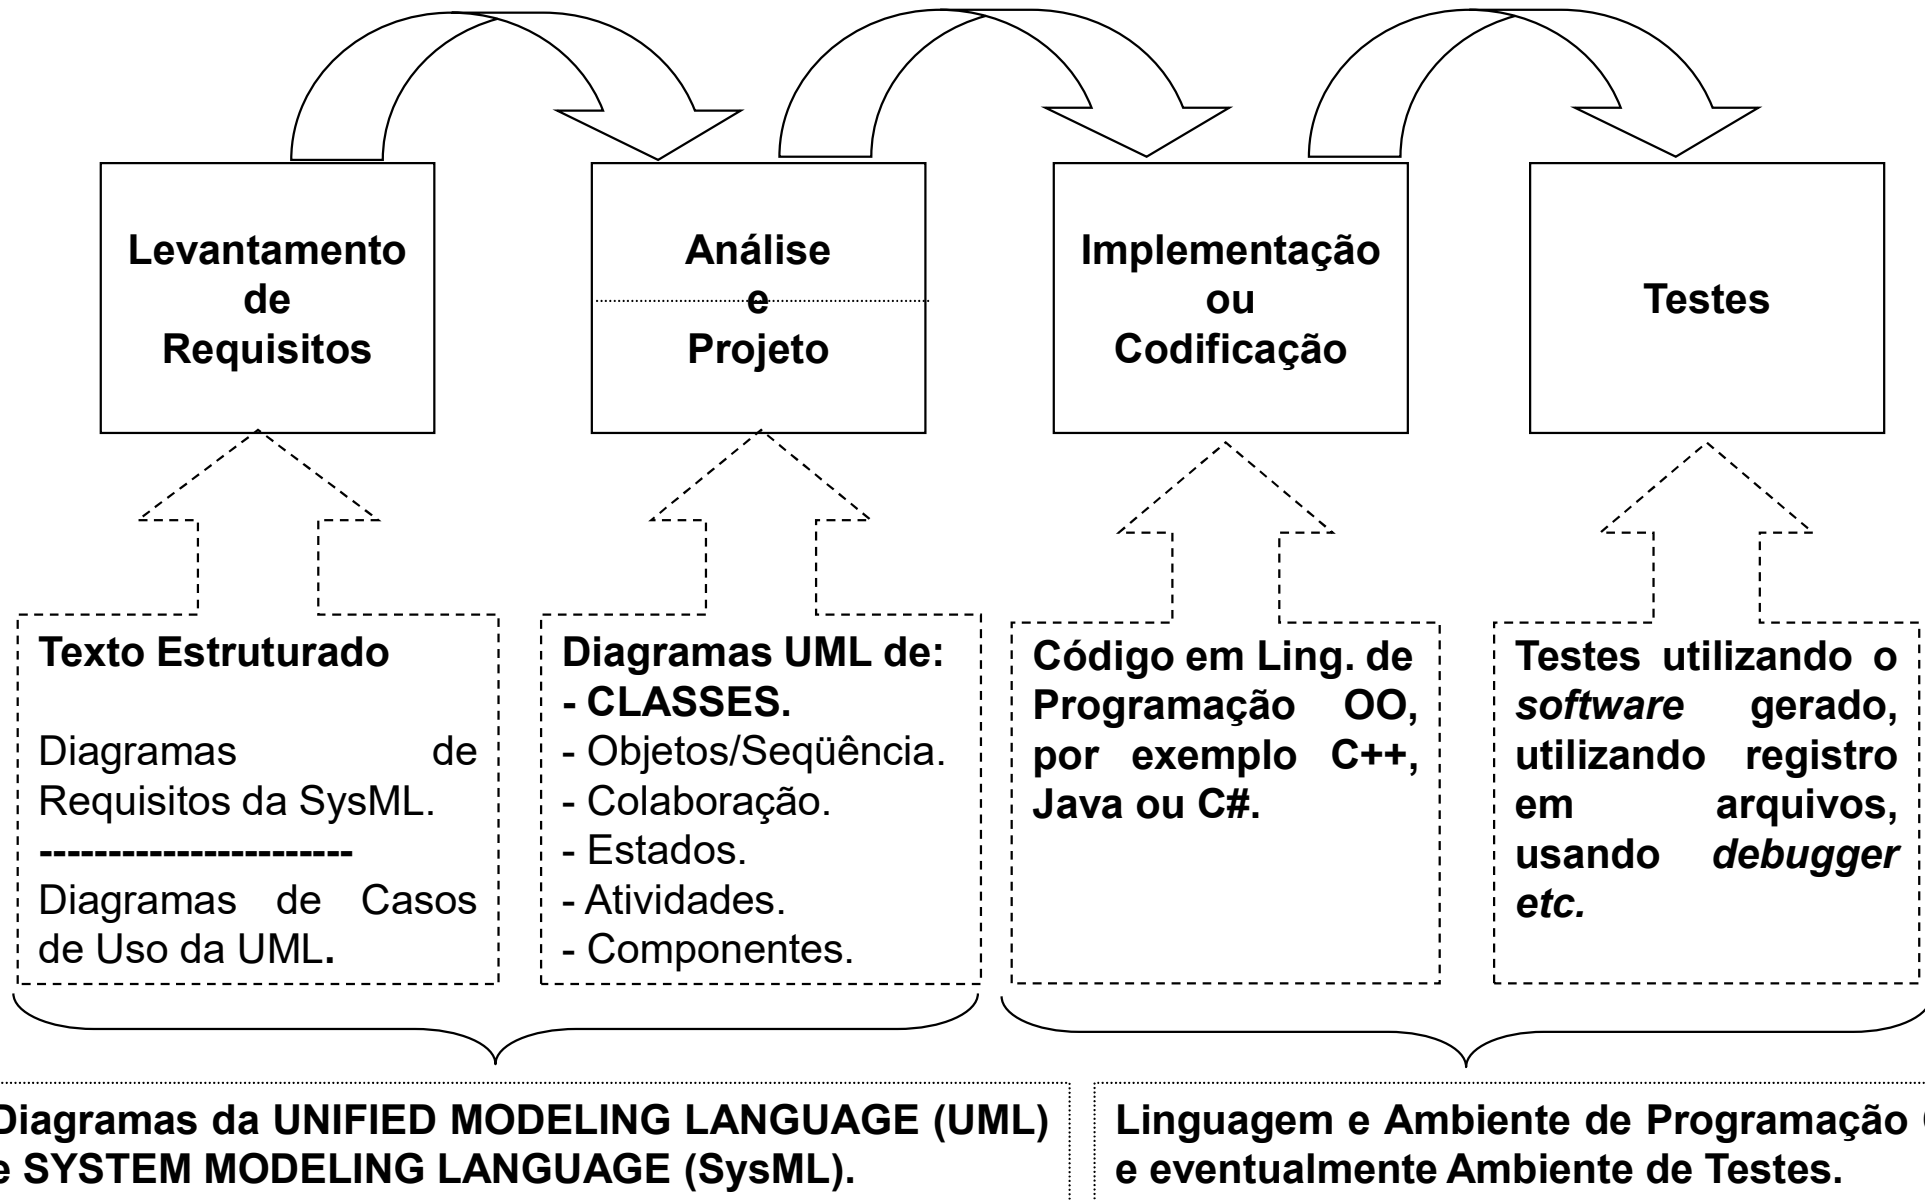 Levantamento
de
Requisitos
Análise
e
Projeto
Implementação
ou
Codificação
Testes
Texto Estruturado
Diagramas de
Requisitos da SysML.
-----------------------
Diagramas de Casos
de Uso da UML.
Diagramas UML de:
- CLASSES.
- Objetos/Seqüência.
- Colaboração.
- Estados.
- Atividades.
- Componentes.
Código em Ling. de
Programação OO,
por exemplo C++,
Java ou C#.
Testes utilizando o
software gerado,
utilizando registro
em arquivos,
usando debugger
etc.
Diagramas da UNIFIED MODELING LANGUAGE (UML)
e SYSTEM MODELING LANGUAGE (SysML).
Linguagem e Ambiente de Programação
e eventualmente Ambiente de Testes.